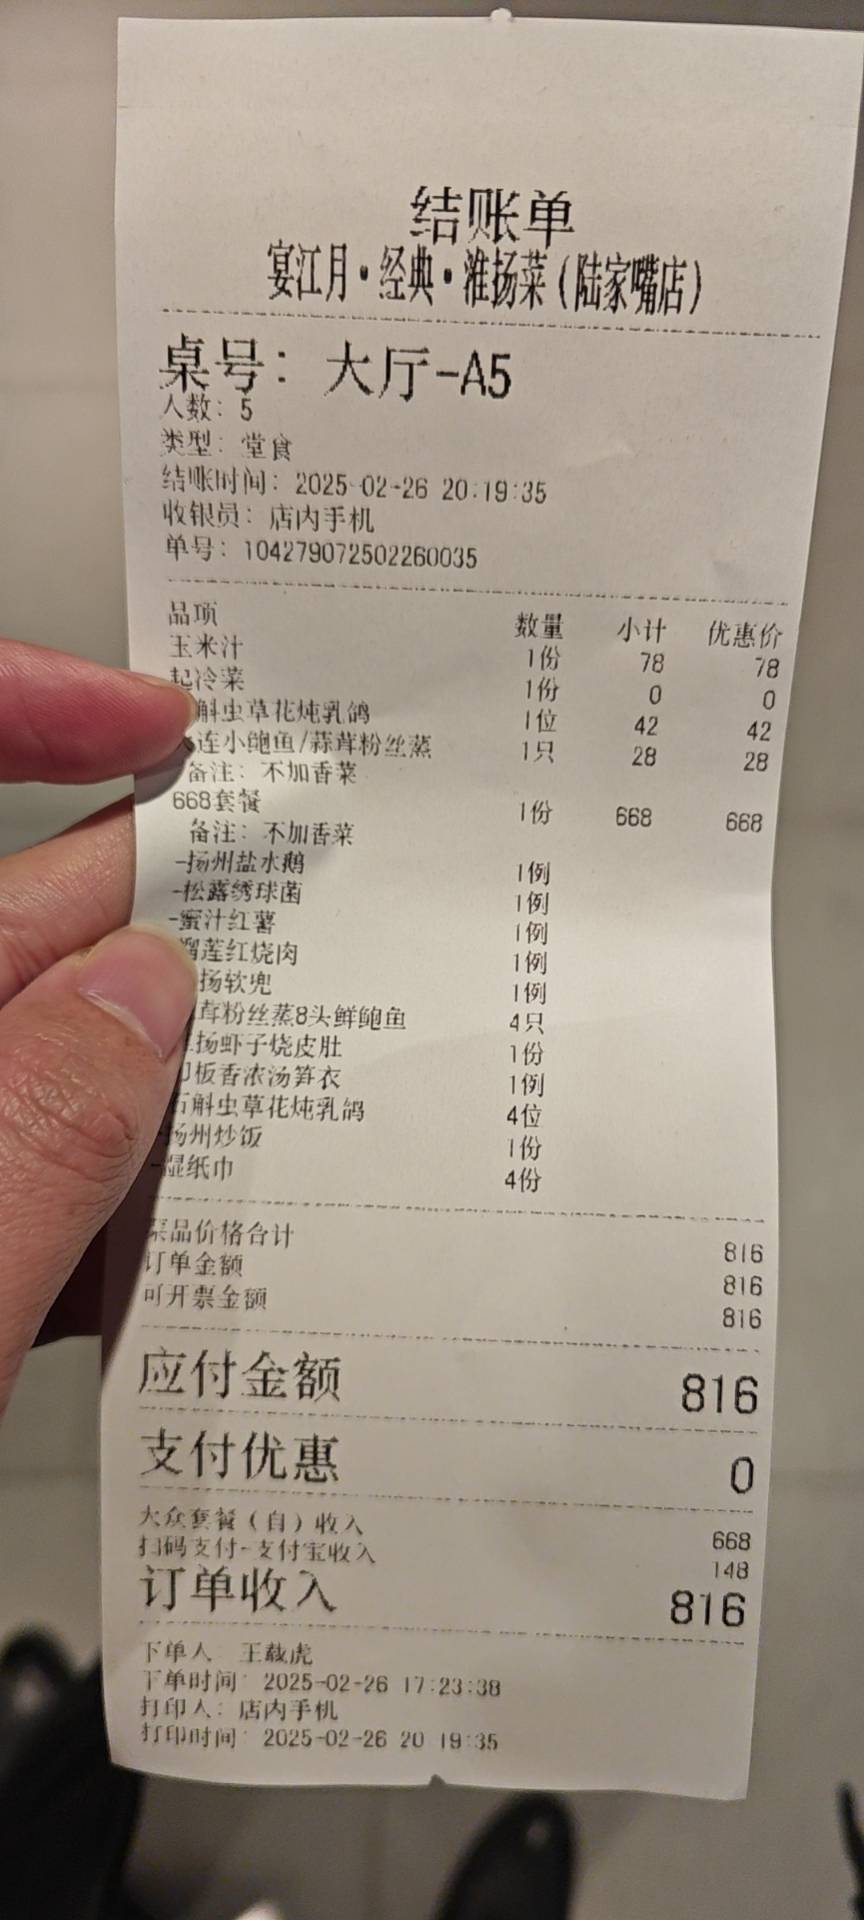 结账单
宴江月·经典·淮扬菜(陆家嘴店)
桌号: 大厅-A5
人数: 5
类型: 堂食
结账时间: 2025-02-26 20:19:35
收银员: 店内手机
单号: 104279072502260035
品项 数量 小计 优惠价
玉米汁 1份 78 78
起冷菜 1份 0 0
斛虫草花炖乳鸽 1位 42 42
连小鲍鱼/蒜茸粉丝蒸 1只 28 28
备注: 不加香菜
668套餐 1份 668 668
备注: 不加香菜
-扬州盐水鹅 1例
-松露绣球菌 1例
-蜜汁红薯 1例
榴莲红烧肉 1例
扬软兜 1例
茸粉丝蒸8头鲜鲍鱼 4只
扬虾子烧皮肚 1份
板香浓汤笋衣 1例
石斛虫草花炖乳鸽 4位
-扬州炒饭 1份
-湿纸巾 4份
菜品价格合计 816
订单金额 816
可开票金额 816
应付金额 816
支付优惠 0
大众套餐(自)收入 668
扫码支付-支付宝收入 148
订单收入 816
下单人: 王载虎
下单时间: 2025-02-26 17:23:38
打印人: 店内手机
打印时间: 2025-02-26 20:19:35